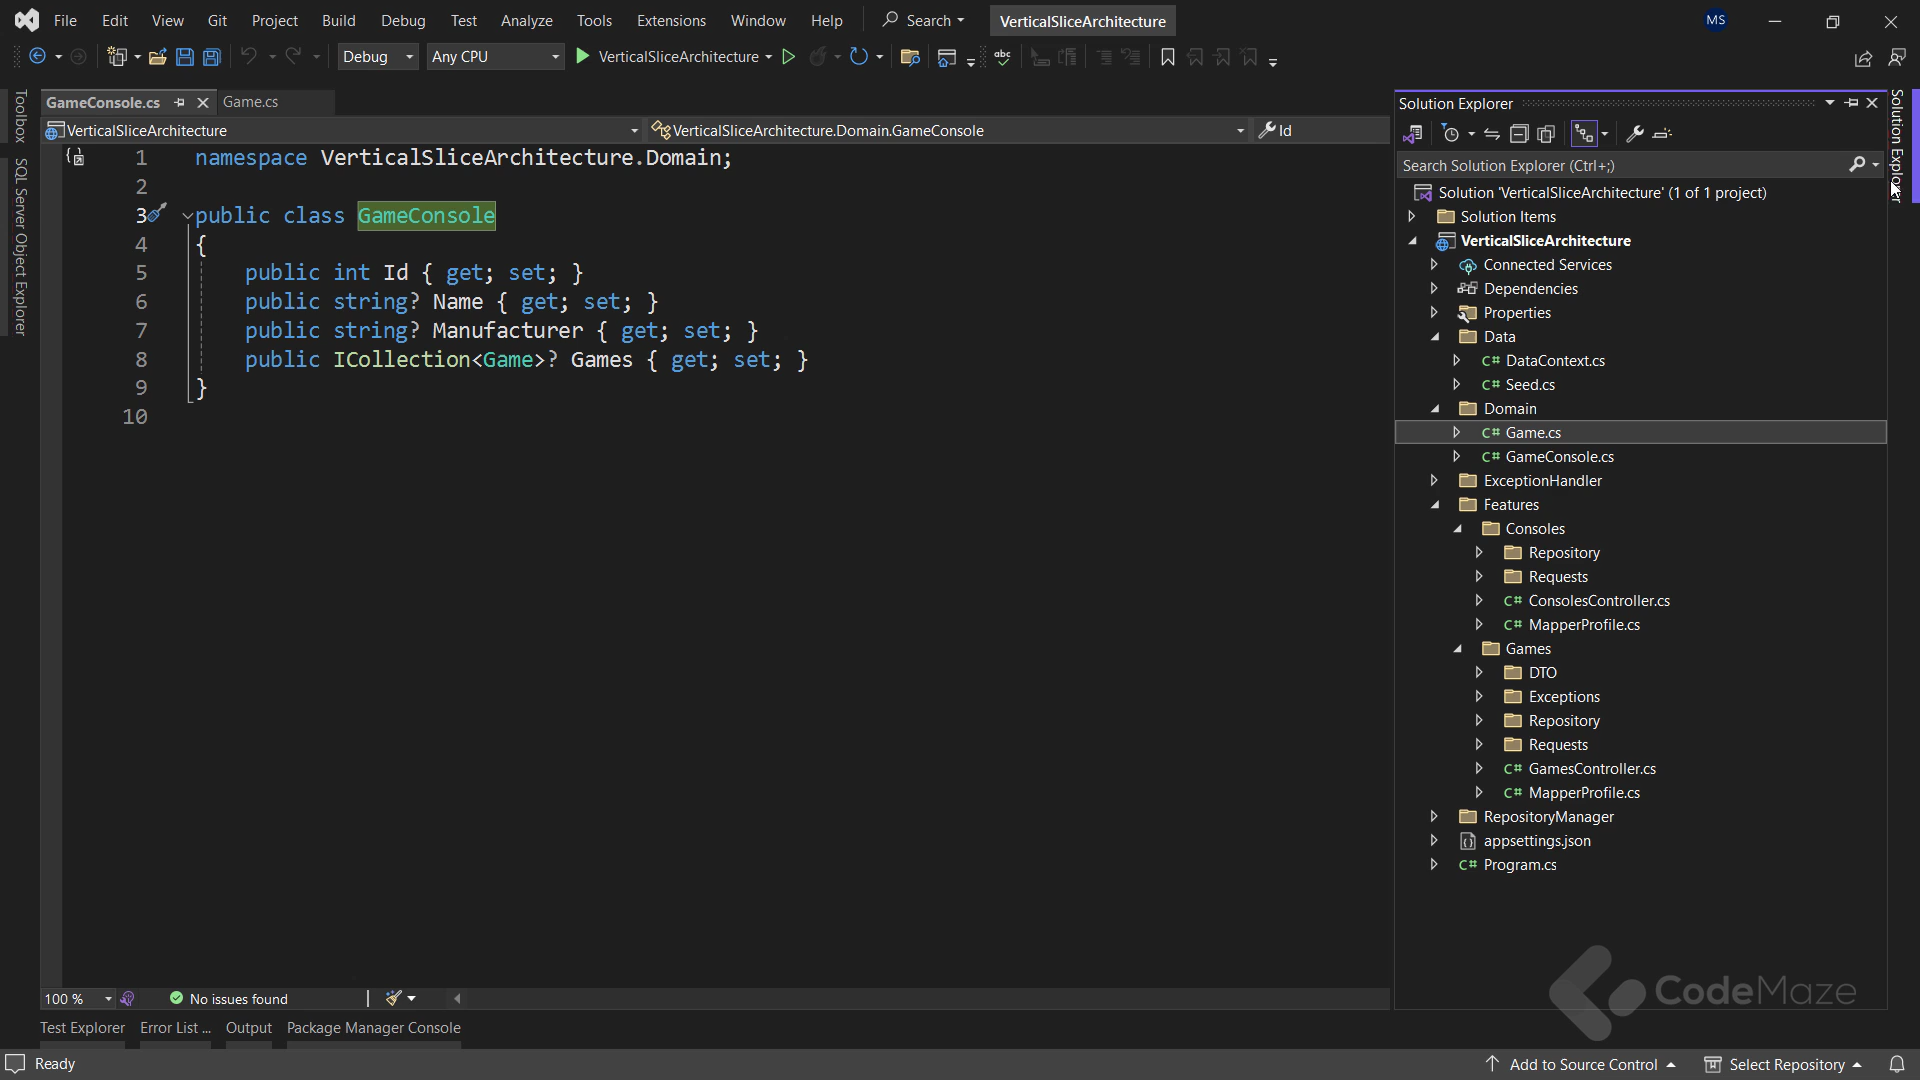 File Edit View Git Project Build Debug Test Analyze Tools Extensions Window Help Search VerticalSliceArchitecture MS
Debug Any CPU VerticalSliceArchitecture abc
Toolbox
SQL Server Object Explorer
GameConsole.cs Game.cs
VerticalSliceArchitecture VerticalSliceArchitecture.Domain.GameConsole Id
1 namespace VerticalSliceArchitecture.Domain;
2
3 public class GameConsole
4 {
5 public int Id { get; set; }
6 public string? Name { get; set; }
7 public string? Manufacturer { get; set; }
8 public ICollection<Game>? Games { get; set; }
9 }
10
100 % No issues found
Test Explorer Error List ... Output Package Manager Console
Solution Explorer
Search Solution Explorer (Ctrl+;)
Solution 'VerticalSliceArchitecture' (1 of 1 project)
Solution Items
VerticalSliceArchitecture
Connected Services
Dependencies
Properties
Data
C# DataContext.cs
C# Seed.cs
Domain
C# Game.cs
C# GameConsole.cs
ExceptionHandler
Features
Consoles
Repository
Requests
C# ConsolesController.cs
C# MapperProfile.cs
Games
DTO
Exceptions
Repository
Requests
C# GamesController.cs
C# MapperProfile.cs
RepositoryManager
appsettings.json
C# Program.cs
Solution Explorer
CodeMaze
Ready Add to Source Control Select Repository